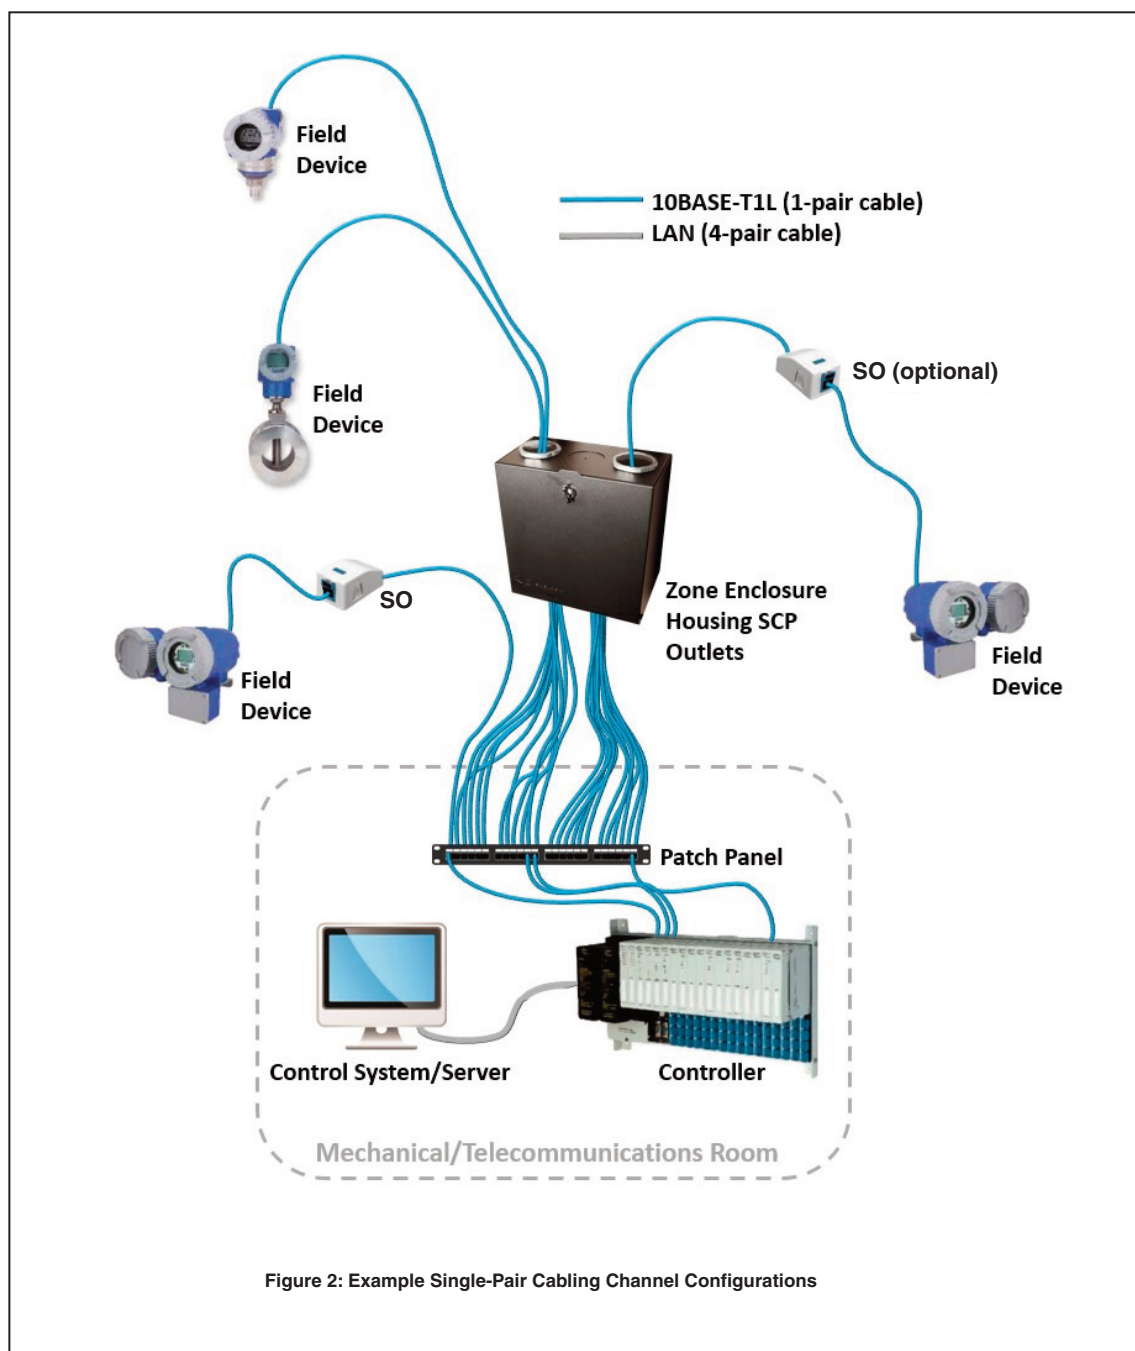 Field
Device
10BASE-T1L (1-pair cable)
LAN (4-pair cable)
SO (optional)
Field
Device
SO
Zone Enclosure
Housing SCP
Outlets
Field
Device
Field
Device
Patch Panel
Control System/Server
Controller
Mechanical/Telecommunications Room
Figure 2: Example Single-Pair Cabling Channel Configurations